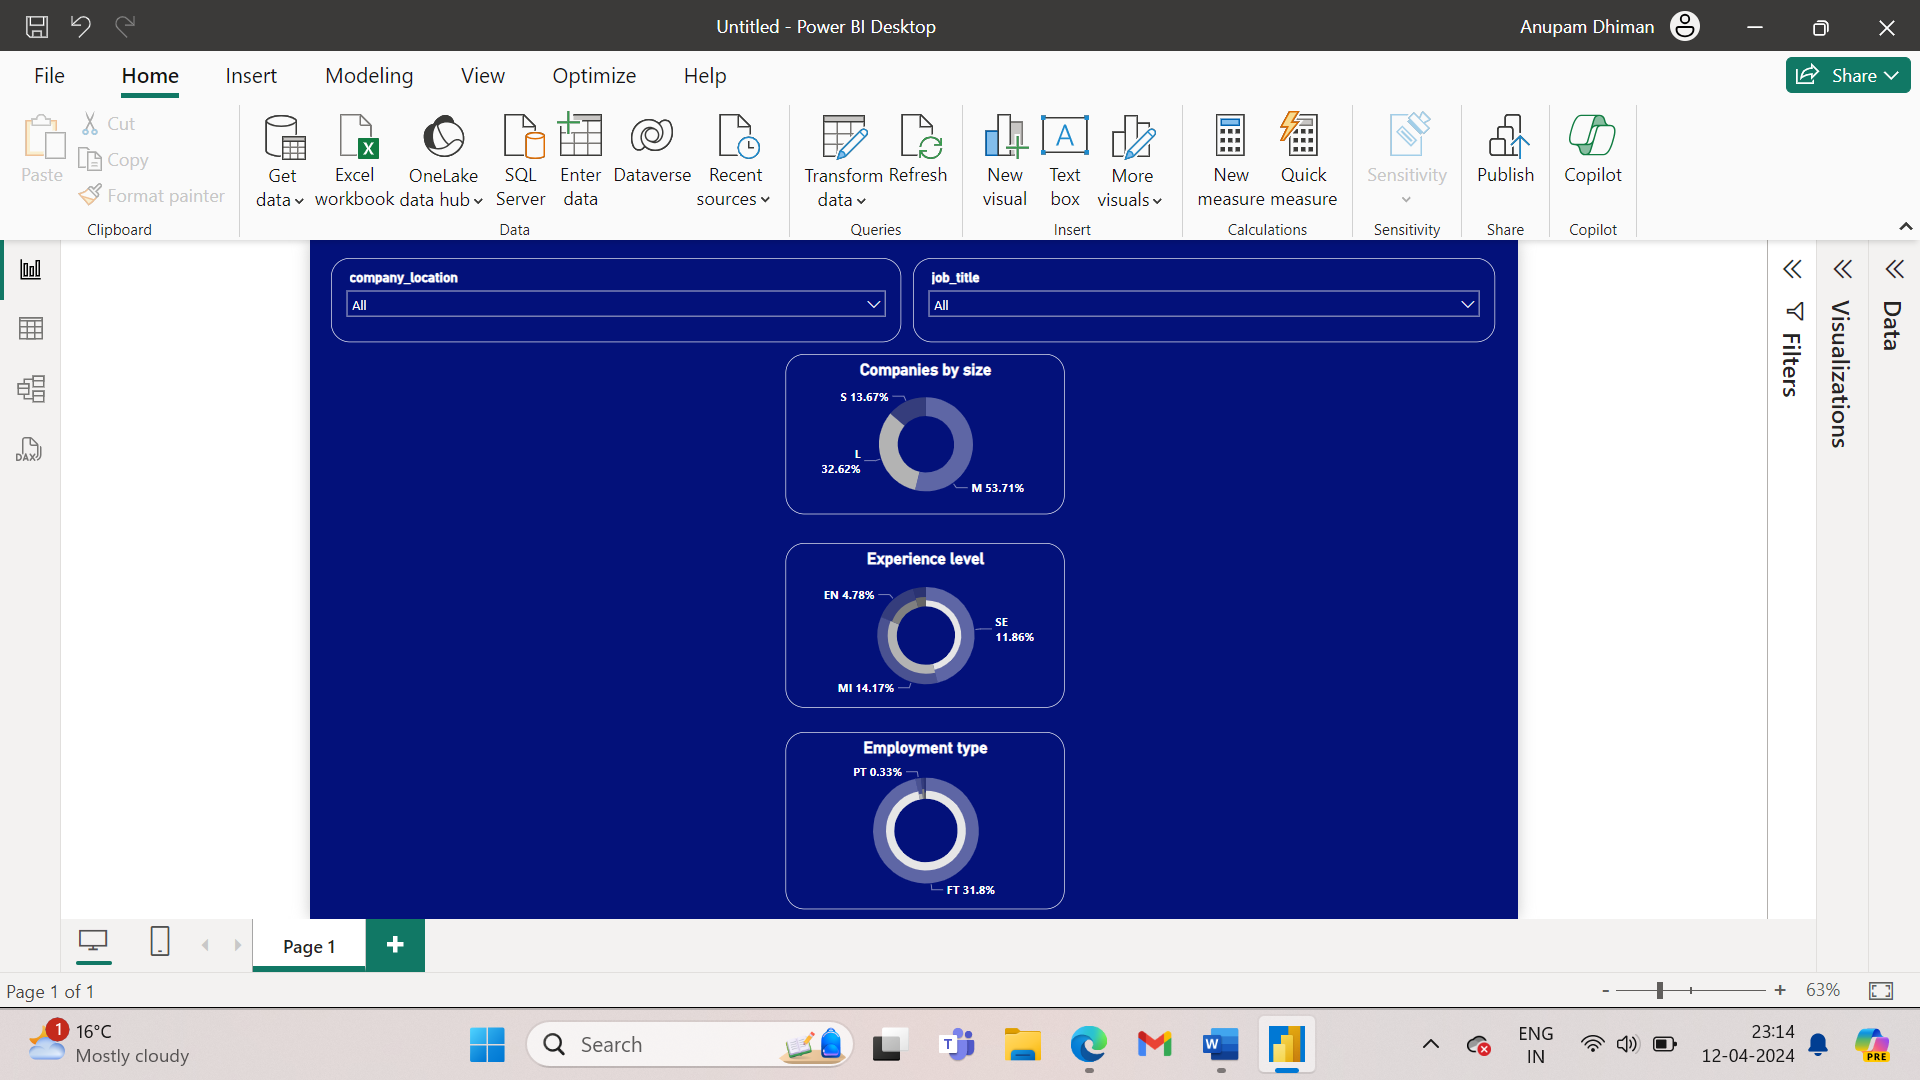 Untitled - Power BI Desktop
Anupam Dhiman
File
Home
Insert
Modeling
View
Optimize
Help
Share
Paste
Cut
Copy
Format painter
Clipboard
Get data
Excel workbook
OneLake data hub
SQL Server
Enter data
Dataverse
Recent sources
Data
Transform data
Refresh
Queries
New visual
Text box
More visuals
Insert
New measure
Quick measure
Calculations
Sensitivity
Sensitivity
Publish
Share
Copilot
Copilot
DAX
company_location
All
job_title
All
Companies by size
S 13.67%
L
32.62%
M 53.71%
Experience level
EN 4.78%
SE
11.86%
MI 14.17%
Employment type
PT 0.33%
FT 31.8%
Filters
Visualizations
Data
Page 1
Page 1 of 1
63%
1
16°C
Mostly cloudy
Search
ENG
IN
23:14
12-04-2024
PRE